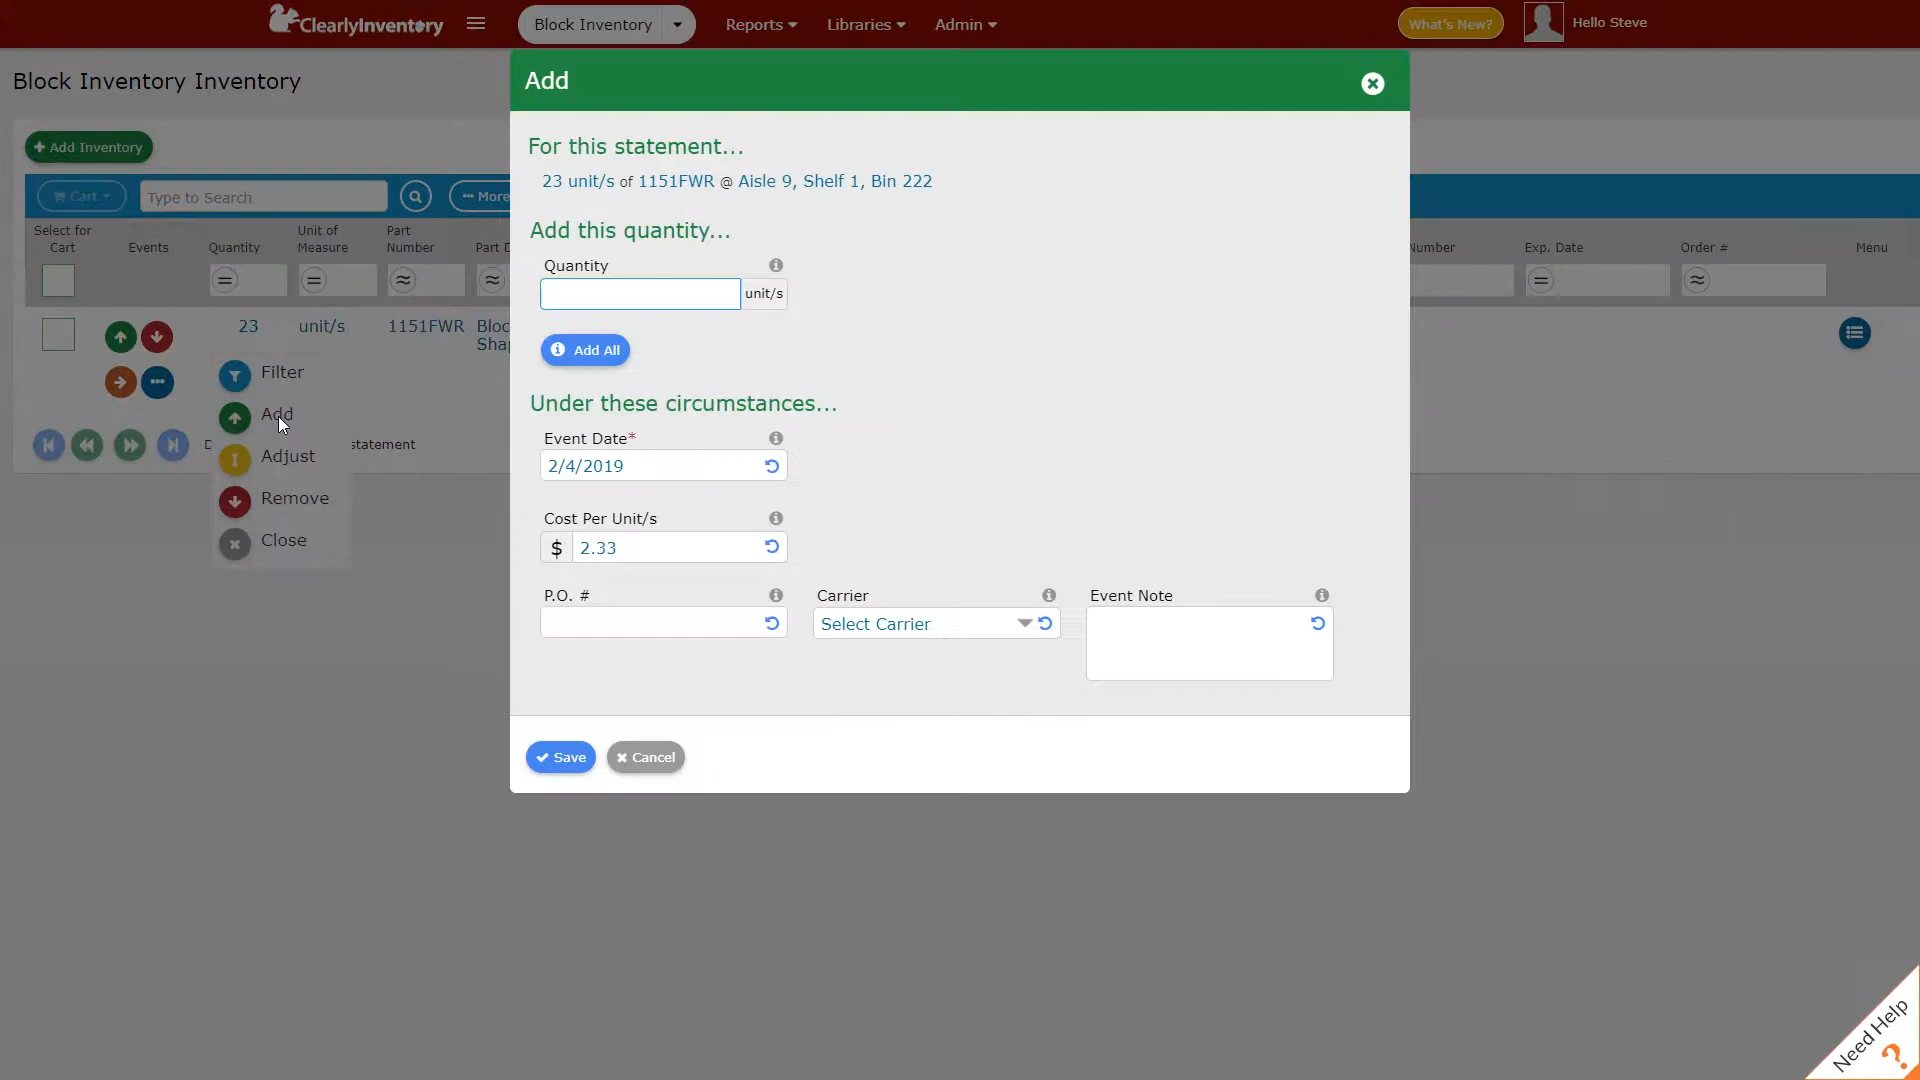 ClearlyInventory
Block Inventory
Reports
Libraries
Admin
What's New?
Hello Steve
Block Inventory Inventory
Add
Add Inventory
Cart
Type to Search
More
Select for
Cart
Events
Quantity
Unit of
Measure
Part
Number
Part D
Number
Exp. Date
Order #
Menu
23
unit/s
1151FWR
Bloc
Shap
Filter
Add
Adjust
Remove
Close
D
statement
For this statement...
23 unit/s of 1151FWR @ Aisle 9, Shelf 1, Bin 222
Add this quantity...
Quantity
unit/s
Add All
Under these circumstances...
Event Date*
2/4/2019
Cost Per Unit/s
$ 2.33
P.O. #
Carrier
Select Carrier
Event Note
Save
Cancel
Need Help
?